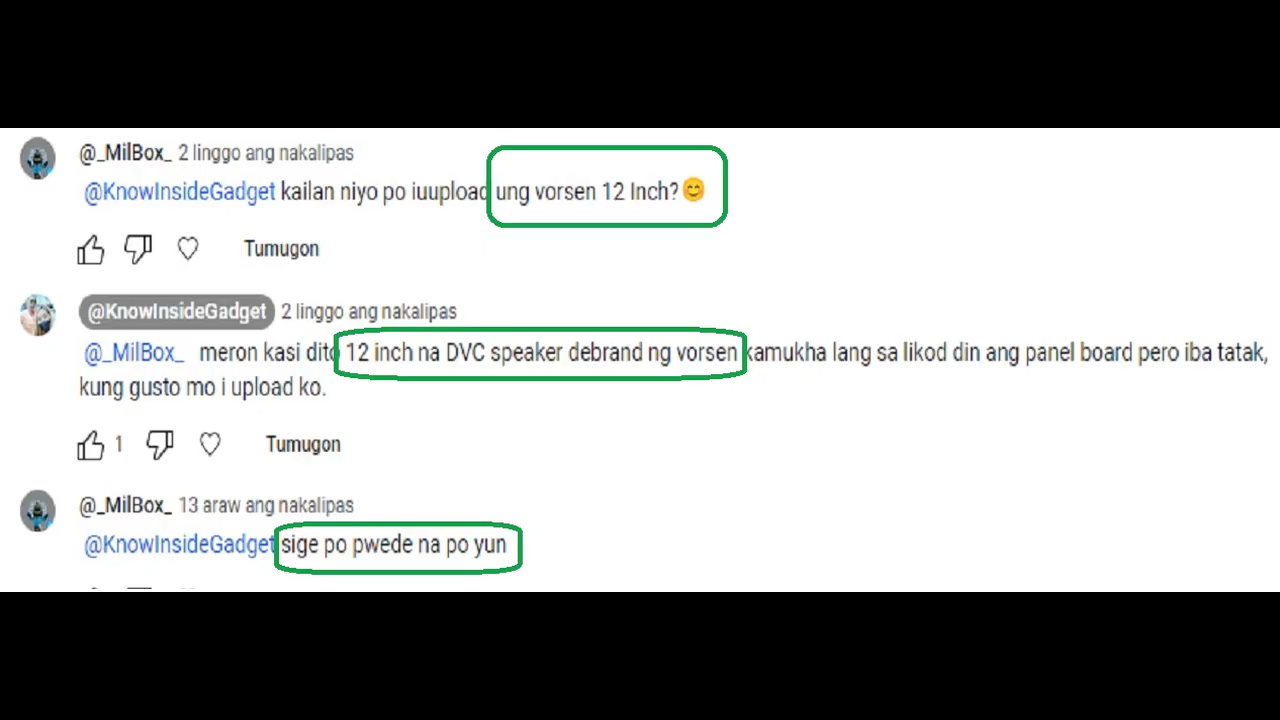 @_MilBox_ 2 linggo ang nakalipas
@KnowInsideGadget kailan niyo po iuupload ung vorsen 12 Inch?😊
Tumugon
@KnowInsideGadget 2 linggo ang nakalipas
@_MilBox_ meron kasi dito 12 inch na DVC speaker debrand ng vorsen kamukha lang sa likod din ang panel board pero iba tatak,
kung gusto mo i upload ko.
1 Tumugon
@_MilBox_ 13 araw ang nakalipas
@KnowInsideGadget sige po pwede na po yun